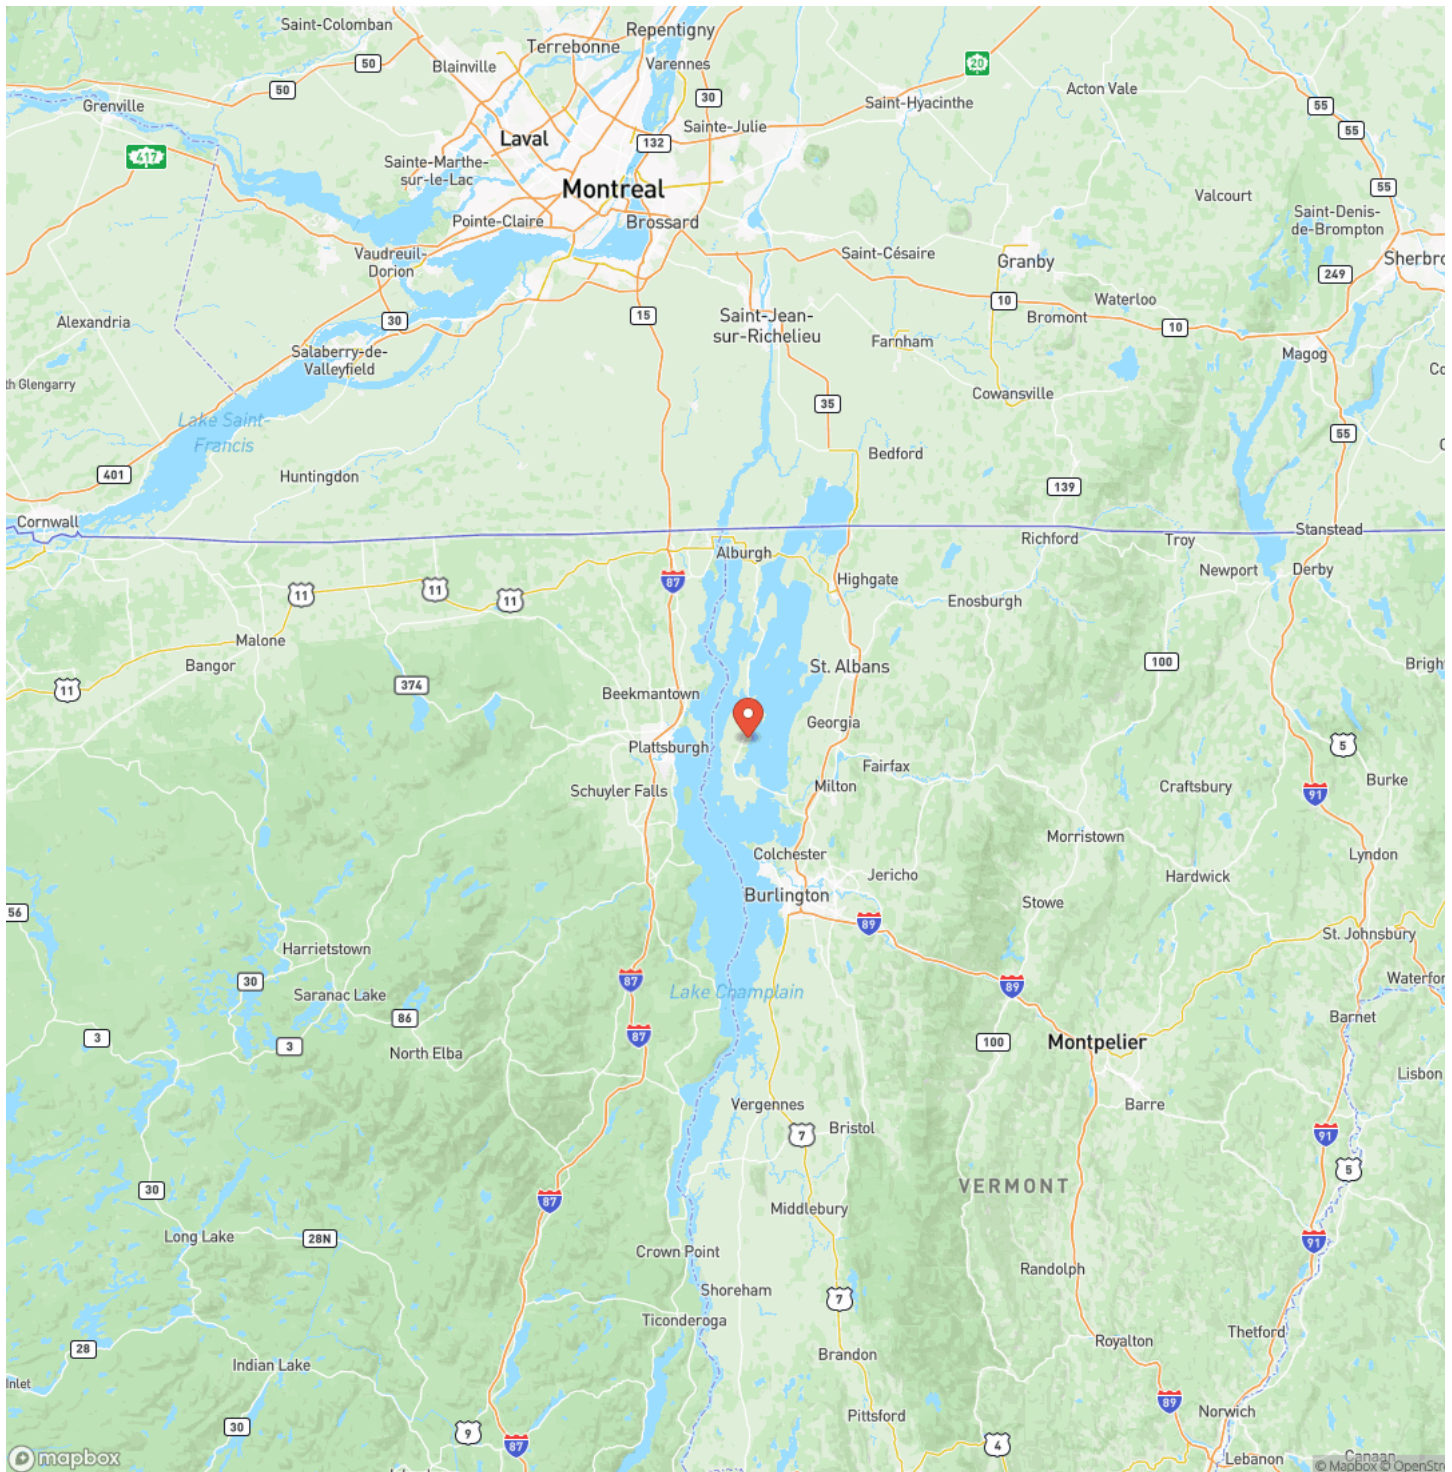 Saint-Colomban
Repentigny
Terrebonne
Blainville
Varennes
50
20
50
30
Grenville
Acton Vale
Saint-Hyacinthe
55
Sainte-Julie
55
Laval
132
417
Sainte-Marthe-
sur-le-Lac
Montreal
55
Valcourt
Pointe-Claire
Brossard
Saint-Denis-
de-Brompton
Vaudreuil-
Dorion
Saint-Césaire
Granby
Sherbro
249
10
Waterloo
Alexandria
30
15
Saint-Jean-
sur-Richelieu
Bromont
10
Farnham
Salaberry-de-
Valleyfield
Magog
Co
th Glengarry
Cowansville
35
Lake Saint-
Francis
55
Bedford
401
Huntingdon
139
Cornwall
Stanstead
Richford
Troy
Alburgh
Newport
Derby
87
Highgate
11
11
11
Enosburgh
Malone
Bangor
St. Albans
100
Bright
11
374
Beekmantown
Georgia
Plattsburgh
5
Fairfax
Schuyler Falls
Milton
Craftsbury
Burke
91
Morristown
Colchester
Lyndon
Jericho
Hardwick
Burlington
Stowe
56
89
St. Johnsbury
Harrietstown
30
87
Waterfor
Saranac Lake
Lake Champlain
89
86
Barnet
3
3
87
100
Montpelier
North Elba
Lisbon
Vergennes
Barre
7
Bristol
91
5
30
VERMONT
87
Middlebury
Long Lake
28N
91
Crown Point
Randolph
Shoreham
7
Ticonderoga
28
Thetford
Royalton
Indian Lake
Brandon
Inlet
89
30
9
Pittsford
Norwich
87
4
Lebanon
Canaan
mapbox
© Mapbox © OpenStre